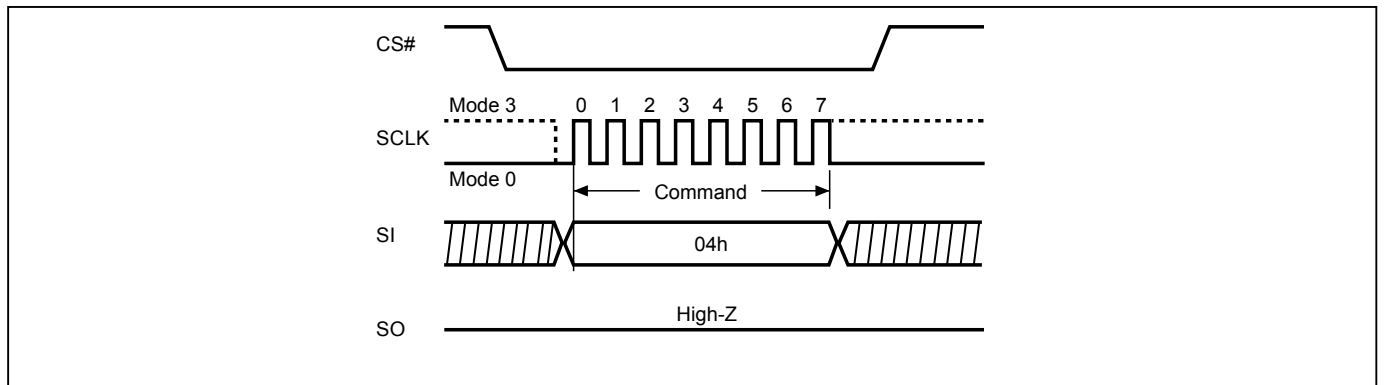 CS#
Mode 3
0 1 2 3 4 5 6 7
SCLK
Mode 0
Command
SI
04h
High-Z
SO